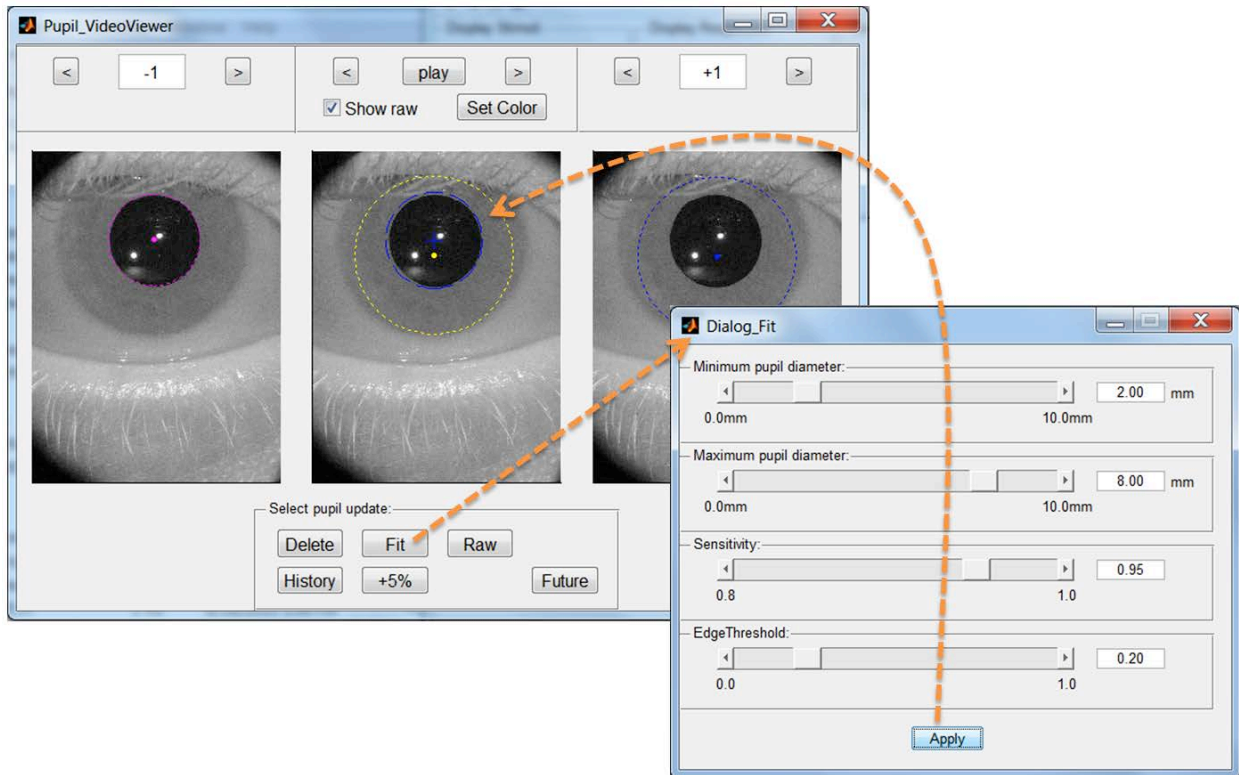 Pupil_VideoViewer
< -1 > < play > < +1 >
Show raw Set Color
Select pupil update:
Delete Fit Raw
History +5% Future
Dialog_Fit
Minimum pupil diameter:
2.00 mm
0.0mm 10.0mm
Maximum pupil diameter:
8.00 mm
0.0mm 10.0mm
Sensitivity:
0.95
0.8 1.0
EdgeThreshold:
0.20
0.0 1.0
Apply